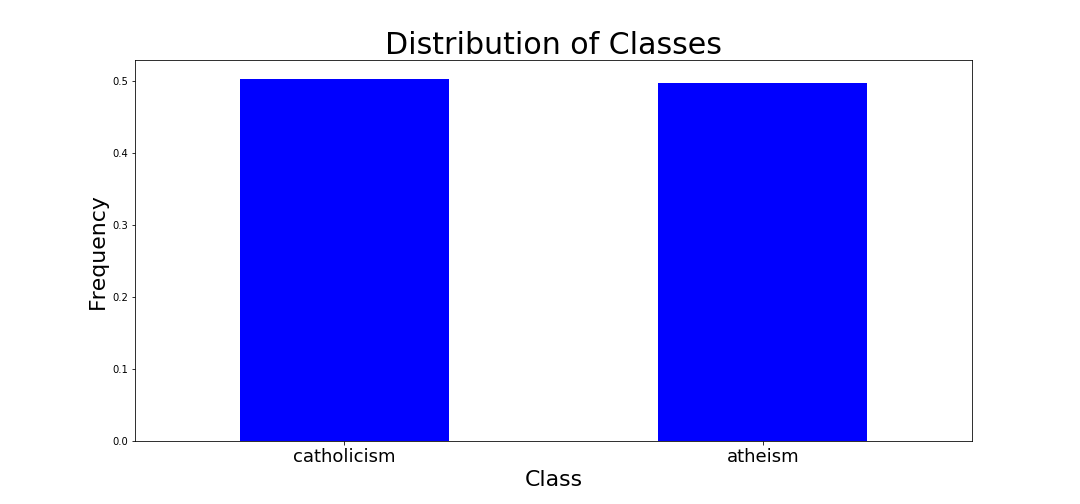 Distribution of Classes
Frequency
0.5
0.4
0.3
0.2
0.1
0.0
catholicism atheism
Class